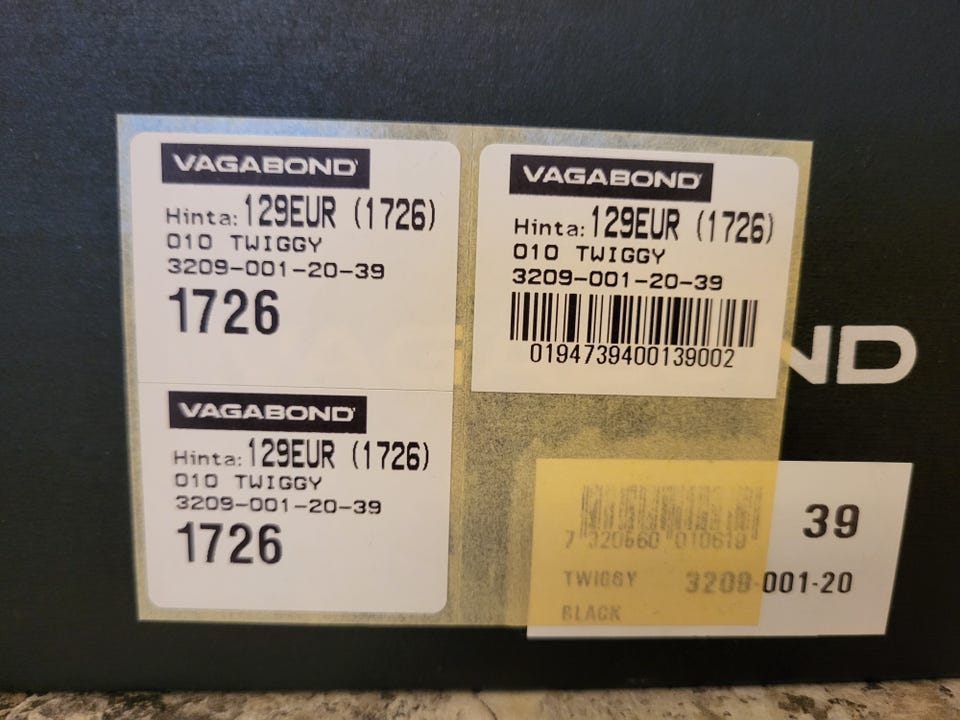 VAGABOND
Hinta: 129EUR (1726)
010 TWIGGY
3209-001-20-39
1726
VAGABOND
Hinta: 129EUR (1726)
010 TWIGGY
3209-001-20-39
0194739400139002
VAGABOND
Hinta: 129EUR (1726)
010 TWIGGY
3209-001-20-39
1726
ND
39
TWIGGY 3209-001-20
BLACK